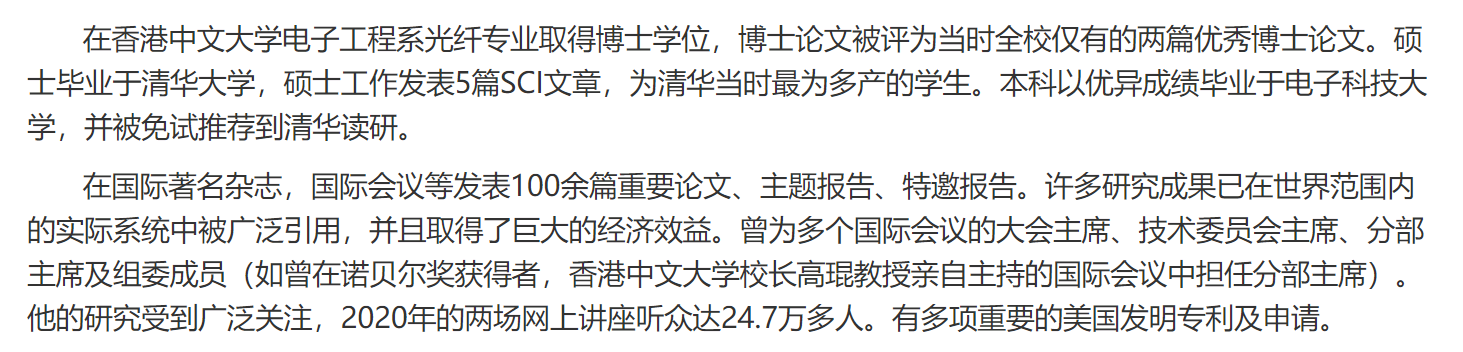 在香港中文大学电子工程系光纤专业取得博士学位，博士论文被评为当时全校仅有的两篇优秀博士论文。硕
士毕业于清华大学，硕士工作发表5篇SCI文章，为清华当时最为多产的学生。本科以优异成绩毕业于电子科技大
学，并被免试推荐到清华读研。
在国际著名杂志，国际会议等发表100余篇重要论文、主题报告、特邀报告。许多研究成果已在世界范围内
的实际系统中被广泛引用，并且取得了巨大的经济效益。曾为多个国际会议的大会主席、技术委员会主席、分部
主席及组委成员（如曾在诺贝尔奖获得者，香港中文大学校长高琨教授亲自主持的国际会议中担任分部主席）。
他的研究受到广泛关注，2020年的两场网上讲座听众达24.7万多人。有多项重要的美国发明专利及申请。